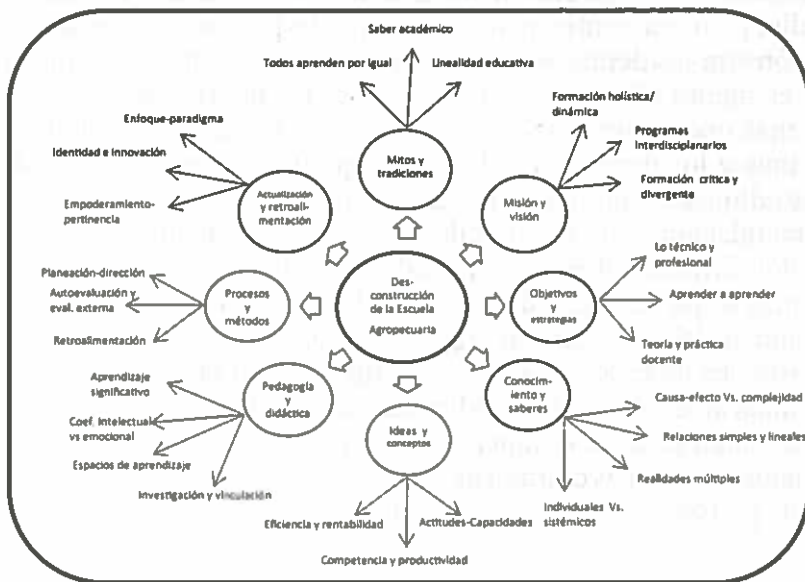 Saber académico
Todos aprenden por igual
Linealidad educativa
Mitos y
tradiciones
Formación holística/
dinámica
Programas
Interdisciplinarios
Formación crítica y
divergente
Misión y
visión
Enfoque-paradigma
Identidad e innovación
Empoderamiento-
pertinencia
Actualización
y retroali-
mentación
Planeación-dirección
Autoevaluación y
eval. externa
Retroalimentación
Procesos
y
métodos
Des-
construcción
de la Escuela
Agropecuaria
Objetivos
y
estrategias
Lo técnico y
profesional
Aprender a aprender
Teoría y práctica
docente
Aprendizaje
significativo
Coef. Intelectual
vs emocional
Espacios de aprendizaje
Investigación y vinculación
Pedagogía
y
didáctica
Ideas y
conceptos
Eficiencia y rentabilidad
Actitudes-Capacidades
Competencia y productividad
Conocim-
iento y
saberes
Causa-efecto Vs. complejidad
Relaciones simples y lineales
Realidades múltiples
Individuales Vs.
sistémicos